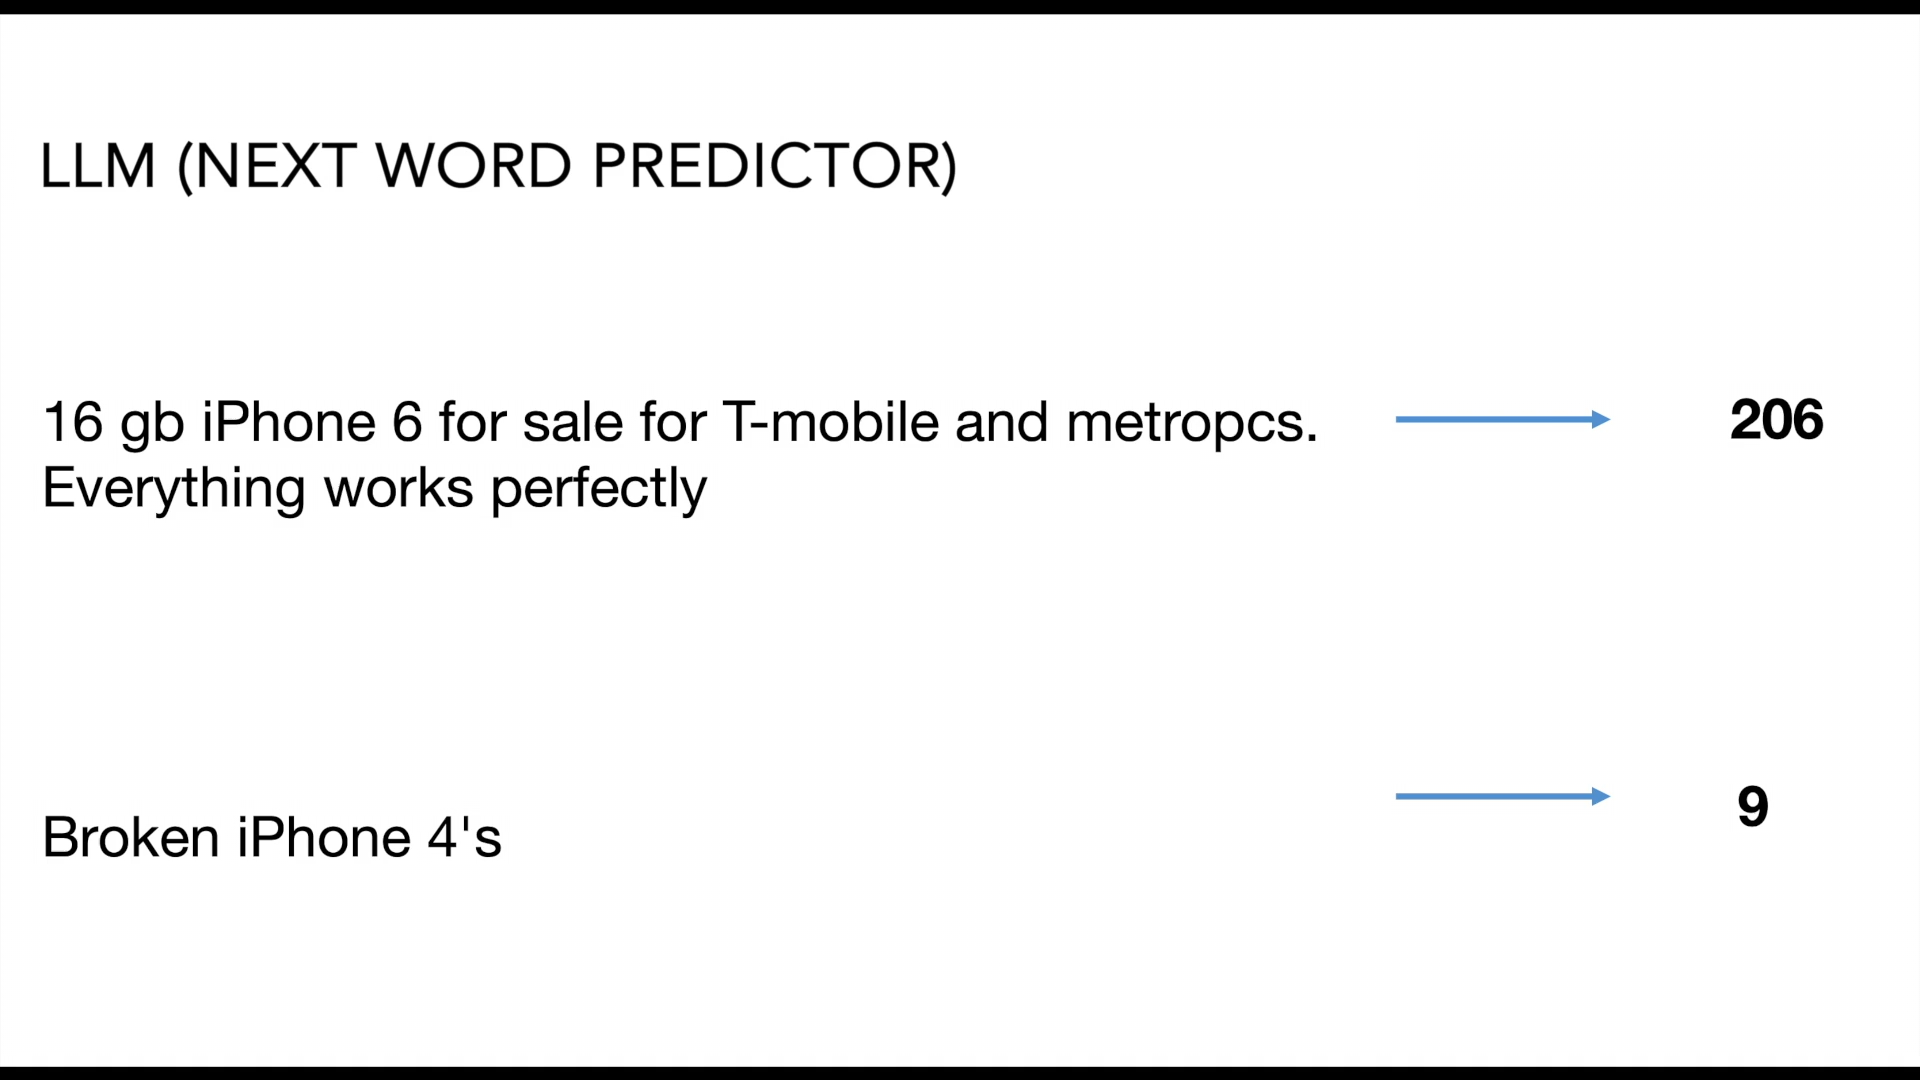 LLM (NEXT WORD PREDICTOR)
16 gb iPhone 6 for sale for T-mobile and metropcs.
Everything works perfectly
206
Broken iPhone 4's
9